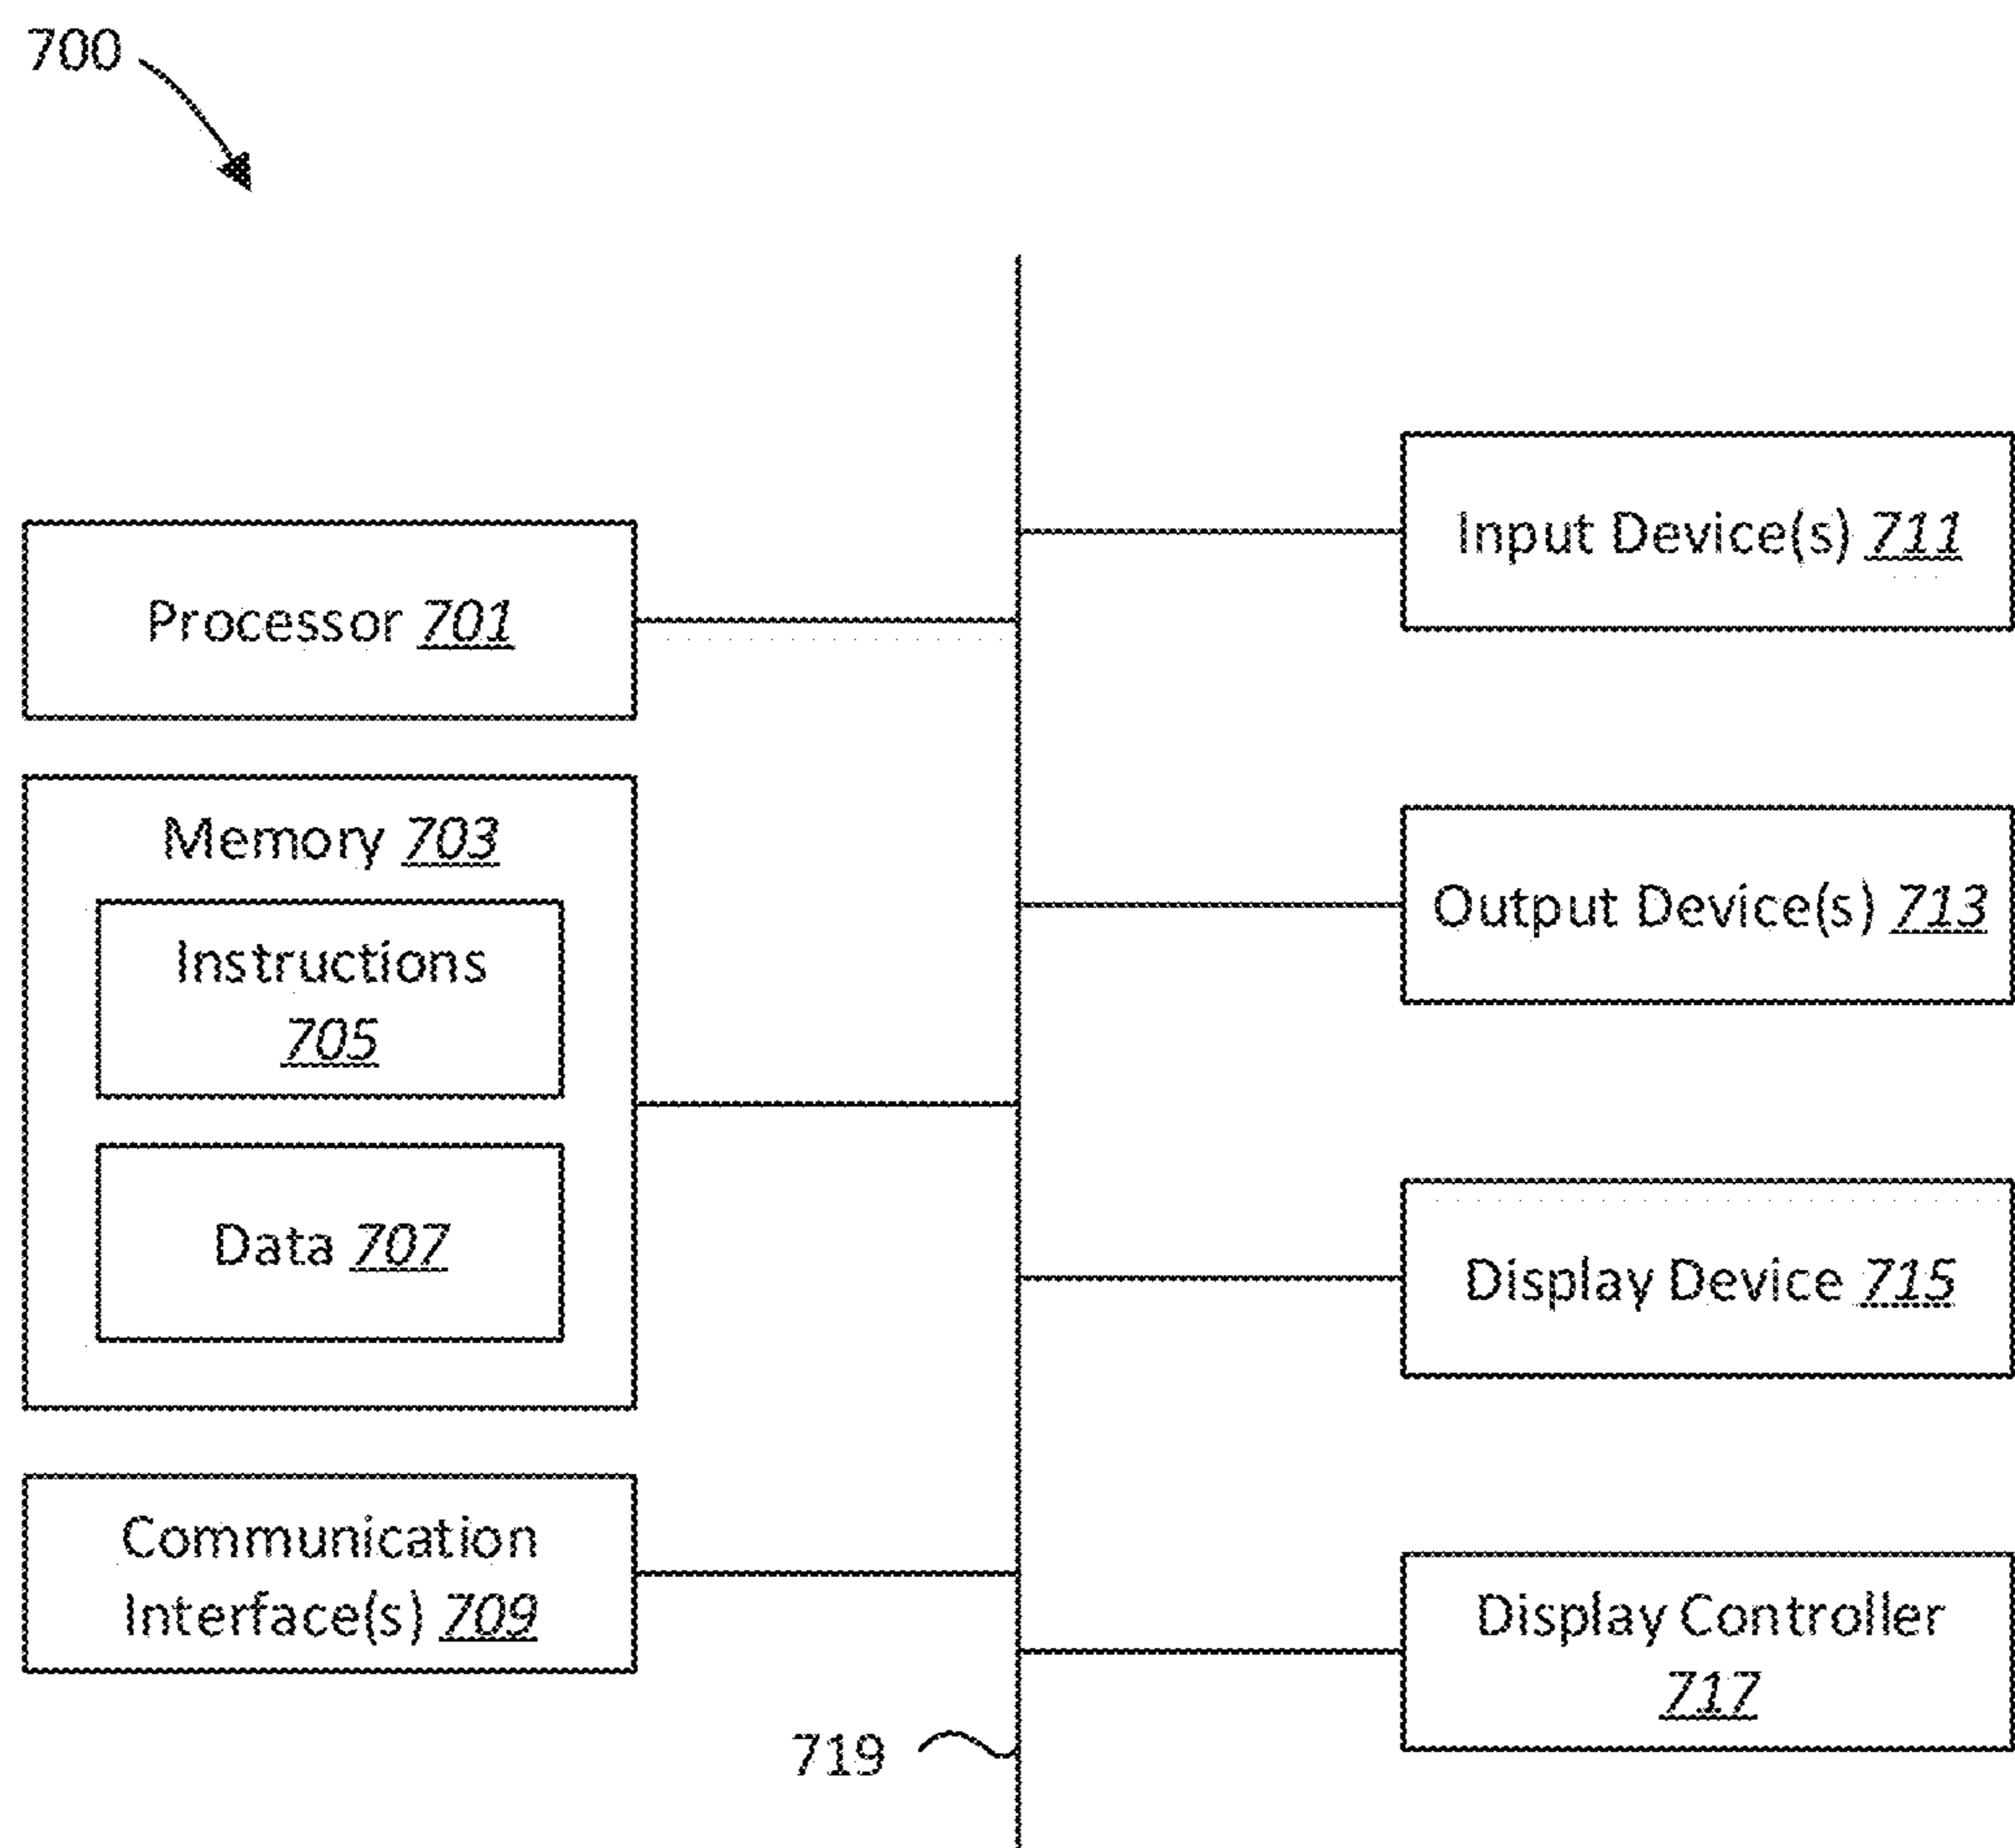 700
Processor 701
Memory 703
Instructions
705
Data 707
Communication
Interface(s) 709
Input Device(s) 711
Output Device(s) 713
Display Device 715
Display Controller
717
719